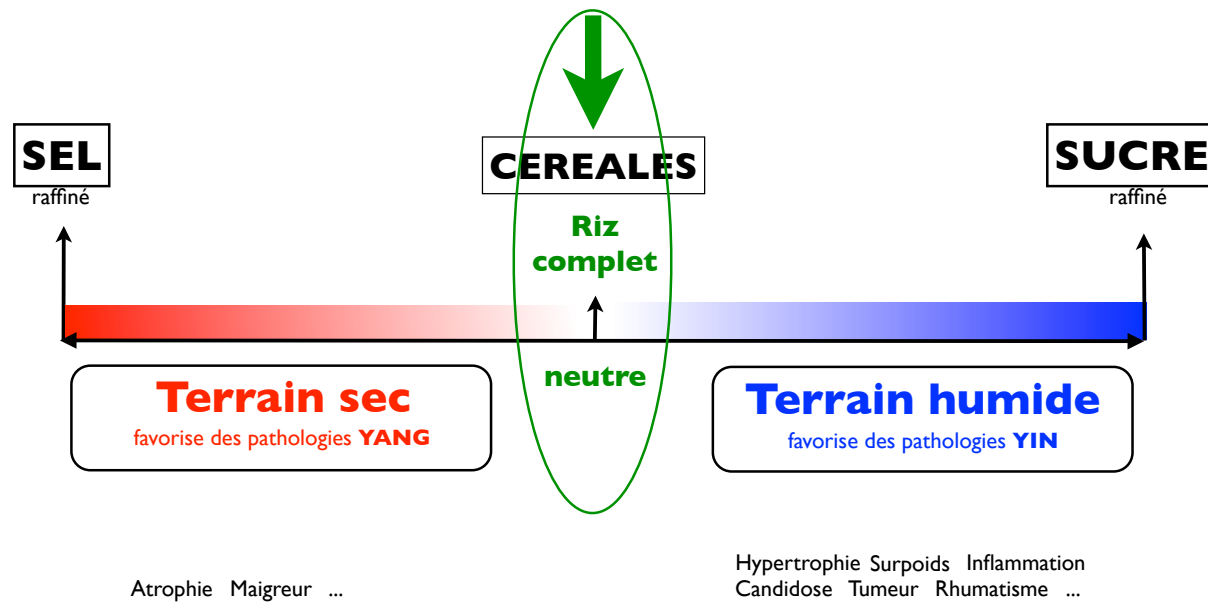 SEL
raffiné
CEREALES
SUCRE
raffiné
Riz
complet
neutre
Terrain sec
favorise des pathologies YANG
Terrain humide
favorise des pathologies YIN
Atrophie Maigreur ...
Hypertrophie Surpoids Inflammation
Candidose Tumeur Rhumatisme ...